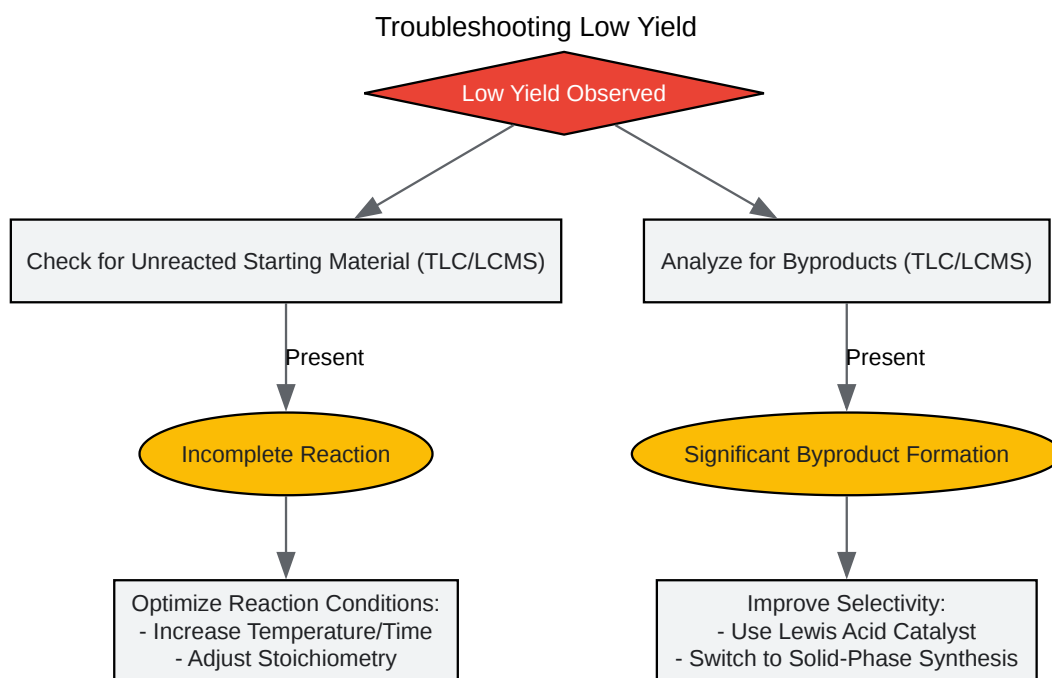 Troubleshooting Low Yield
Low Yield Observed
Check for Unreacted Starting Material (TLC/LCMS)
Analyze for Byproducts (TLC/LCMS)
Present
Present
Incomplete Reaction
Significant Byproduct Formation
Optimize Reaction Conditions:
- Increase Temperature/Time
- Adjust Stoichiometry
Improve Selectivity:
- Use Lewis Acid Catalyst
- Switch to Solid-Phase Synthesis